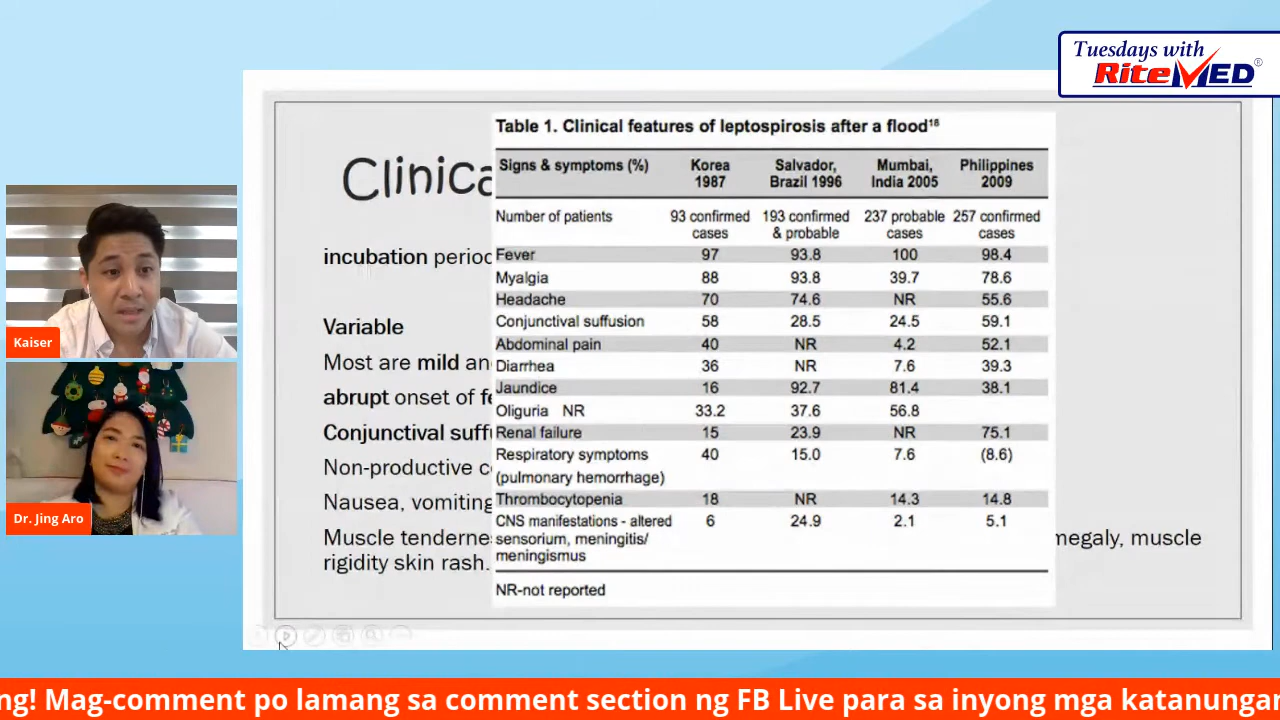 Tuesdays with
RiteMED®
Clinica
incubation period
Variable
Most are mild an
abrupt onset of fe
Conjunctival suffu
Non-productive c
Nausea, vomiting
Muscle tenderne
megaly, muscle
rigidity skin rash.
Table 1. Clinical features of leptospirosis after a flood¹⁸
Signs & symptoms (%) Korea 1987 Salvador, Brazil 1996 Mumbai, India 2005 Philippines 2009
Number of patients 93 confirmed cases 193 confirmed & probable 237 probable cases 257 confirmed cases
Fever 97 93.8 100 98.4
Myalgia 88 93.8 39.7 78.6
Headache 70 74.6 NR 55.6
Conjunctival suffusion 58 28.5 24.5 59.1
Abdominal pain 40 NR 4.2 52.1
Diarrhea 36 NR 7.6 39.3
Jaundice 16 92.7 81.4 38.1
Oliguria NR 33.2 37.6 56.8
Renal failure 15 23.9 NR 75.1
Respiratory symptoms 40 15.0 7.6 (8.6)
(pulmonary hemorrhage)
Thrombocytopenia 18 NR 14.3 14.8
CNS manifestations - altered 6 24.9 2.1 5.1
sensorium, meningitis/
meningismus
NR-not reported
Kaiser
Dr. Jing Aro
ng! Mag-comment po lamang sa comment section ng FB Live para sa inyong mga katanungan